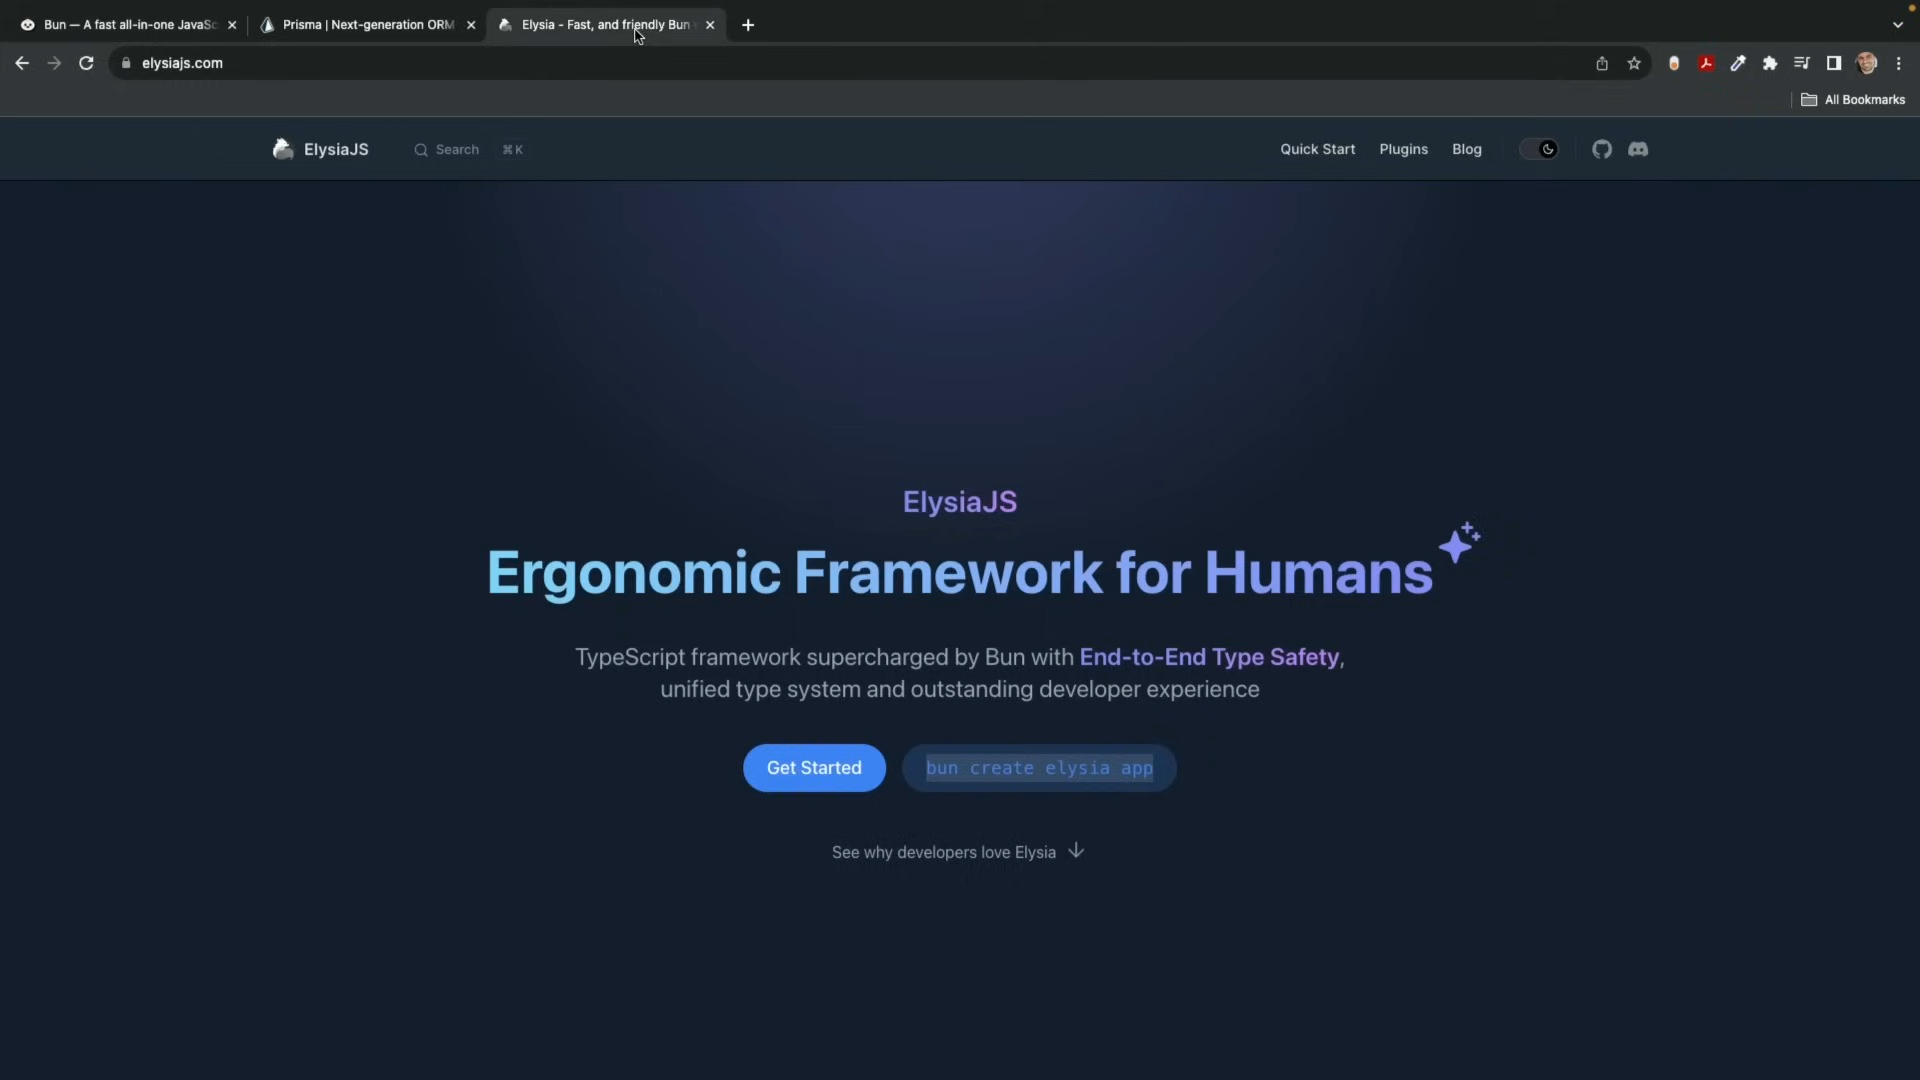 Bun — A fast all-in-one JavaSc
Prisma | Next-generation ORM
Elysia - Fast, and friendly Bun
elysiajs.com
All Bookmarks
ElysiaJS
Search
⌘K
Quick Start
Plugins
Blog
ElysiaJS
Ergonomic Framework for Humans
TypeScript framework supercharged by Bun with End-to-End Type Safety,
unified type system and outstanding developer experience
Get Started
bun create elysia app
See why developers love Elysia